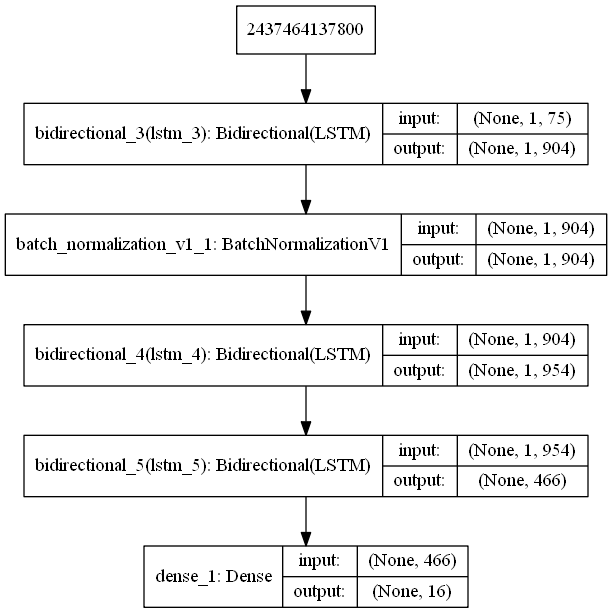 2437464137800
bidirectional_3(lstm_3): Bidirectional(LSTM)
input: (None, 1, 75)
output: (None, 1, 904)
batch_normalization_v1_1: BatchNormalizationV1
input: (None, 1, 904)
output: (None, 1, 904)
bidirectional_4(lstm_4): Bidirectional(LSTM)
input: (None, 1, 904)
output: (None, 1, 954)
bidirectional_5(lstm_5): Bidirectional(LSTM)
input: (None, 1, 954)
output: (None, 466)
dense_1: Dense
input: (None, 466)
output: (None, 16)